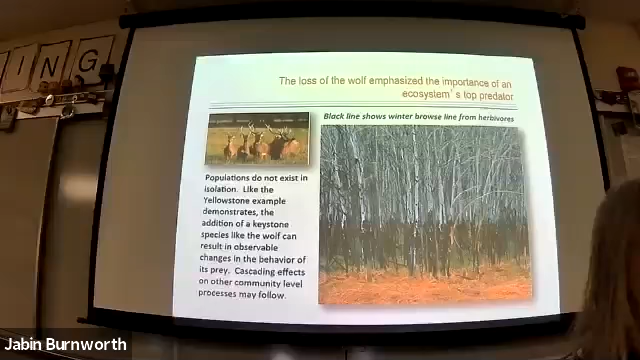 ING
The loss of the wolf emphasized the importance of an
ecosystem's top predator
Black line shows winter browse line from herbivores
Populations do not exist in
isolation. Like the
Yellowstone example
demonstrates, the
addition of a keystone
species like the wolf can
result in observable
changes in the behavior of
its prey. Cascading effects
on other community level
processes may follow.
Jabin Burnworth